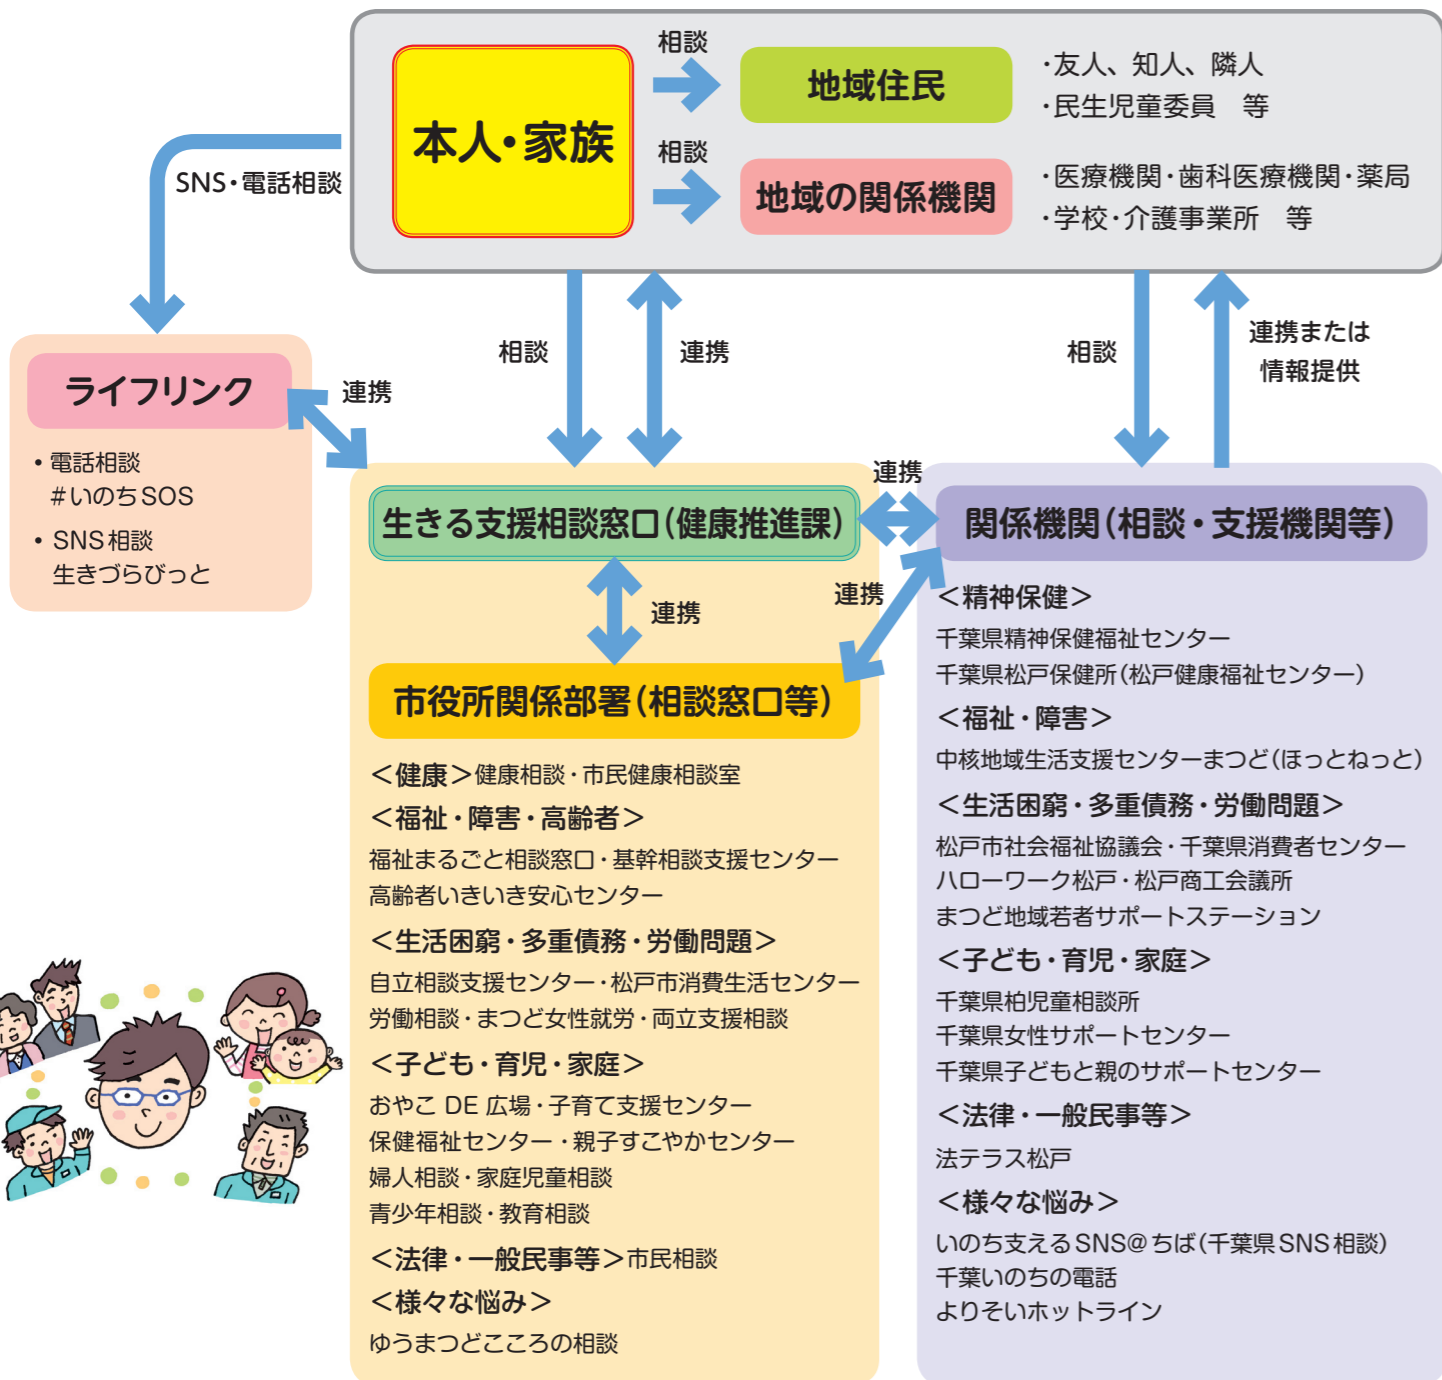 本人・家族
相談
地域住民
・友人、知人、隣人
・民生児童委員 等
相談
地域の関係機関
・医療機関・歯科医療機関・薬局
・学校・介護事業所 等
SNS・電話相談
相談
連携
相談
連携または
情報提供
ライフリンク
連携
・電話相談
#いのちSOS
・SNS相談
生きづらびっと
生きる支援相談窓口(健康推進課)
連携
連携
連携
市役所関係部署(相談窓口等)
＜健康＞健康相談・市民健康相談室
＜福祉・障害・高齢者＞
福祉まるごと相談窓口・基幹相談支援センター
高齢者いきいき安心センター
＜生活困窮・多重債務・労働問題＞
自立相談支援センター・松戸市消費生活センター
労働相談・まつど女性就労・両立支援相談
＜子ども・育児・家庭＞
おやこ DE 広場・子育て支援センター
保健福祉センター・親子すこやかセンター
婦人相談・家庭児童相談
青少年相談・教育相談
＜法律・一般民事等＞市民相談
＜様々な悩み＞
ゆうまつどこころの相談
関係機関(相談・支援機関等)
＜精神保健＞
千葉県精神保健福祉センター
千葉県松戸保健所(松戸健康福祉センター)
＜福祉・障害＞
中核地域生活支援センターまつど(ほっとねっと)
＜生活困窮・多重債務・労働問題＞
松戸市社会福祉協議会・千葉県消費者センター
ハローワーク松戸・松戸商工会議所
まつど地域若者サポートステーション
＜子ども・育児・家庭＞
千葉県柏児童相談所
千葉県女性サポートセンター
千葉県子どもと親のサポートセンター
＜法律・一般民事等＞
法テラス松戸
＜様々な悩み＞
いのち支えるSNS@ちば(千葉県SNS相談)
千葉いのちの電話
よりそいホットライン